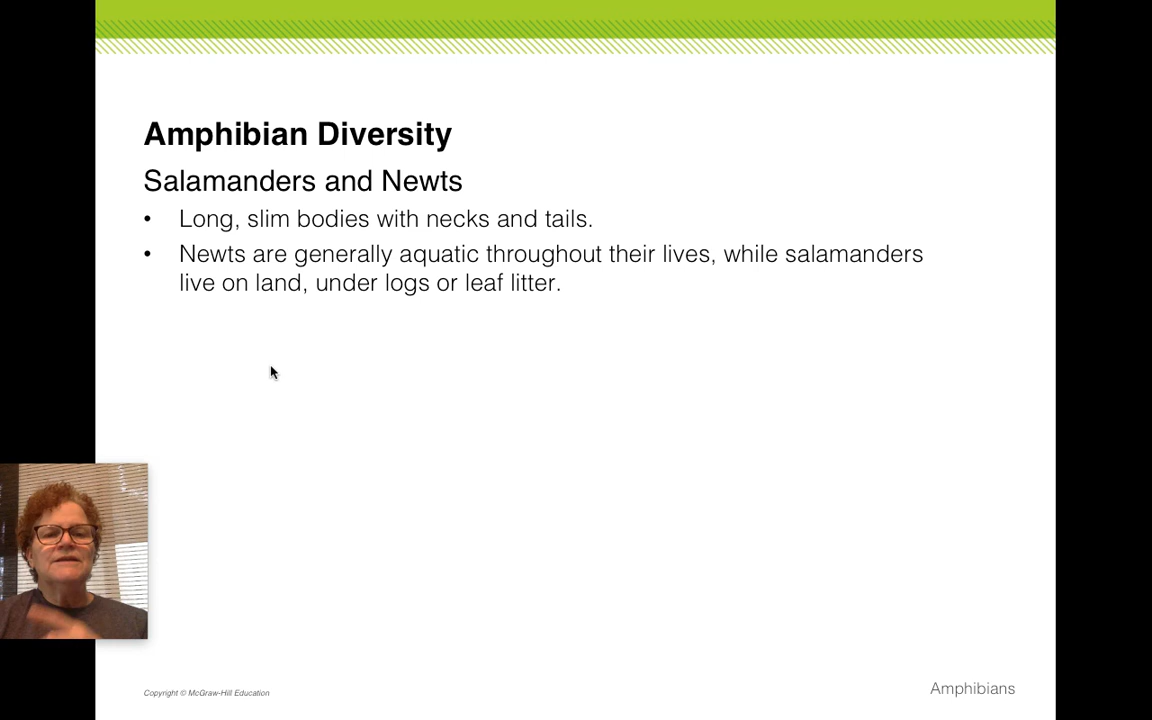 Amphibian Diversity
Salamanders and Newts
• Long, slim bodies with necks and tails.
• Newts are generally aquatic throughout their lives, while salamanders
live on land, under logs or leaf litter.
Copyright © McGraw-Hill Education
Amphibians